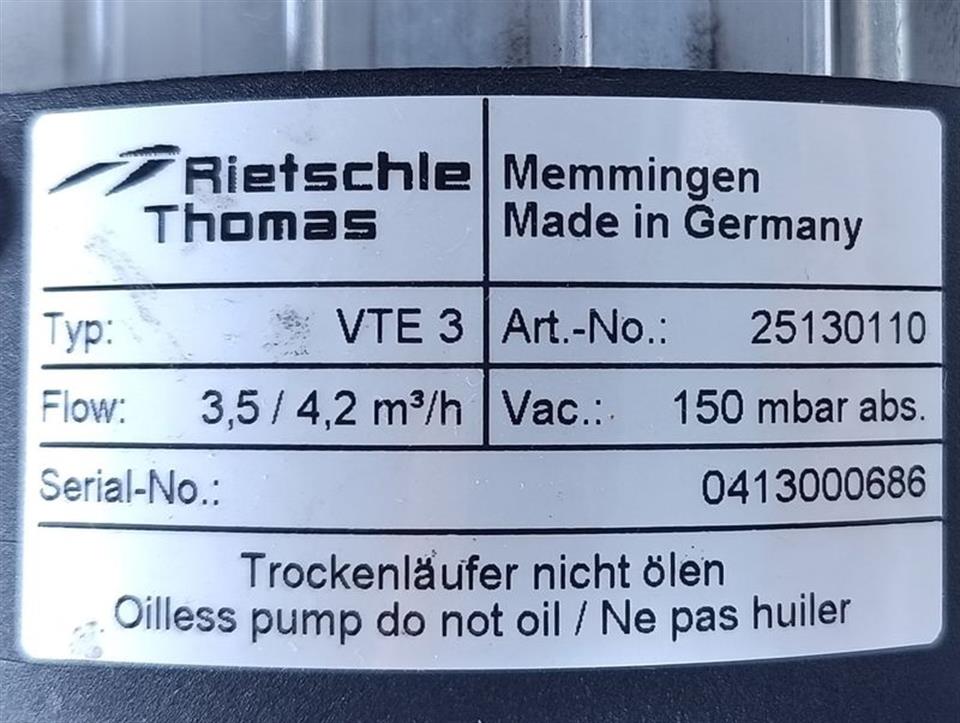 Rietschle
Thomas
Memmingen
Made in Germany
Typ: VTE 3
Art.-No.: 25130110
Flow: 3,5 / 4,2 m³/h
Vac.: 150 mbar abs.
Serial-No.: 0413000686
Trockenläufer nicht ölen
Oilless pump do not oil / Ne pas huiler